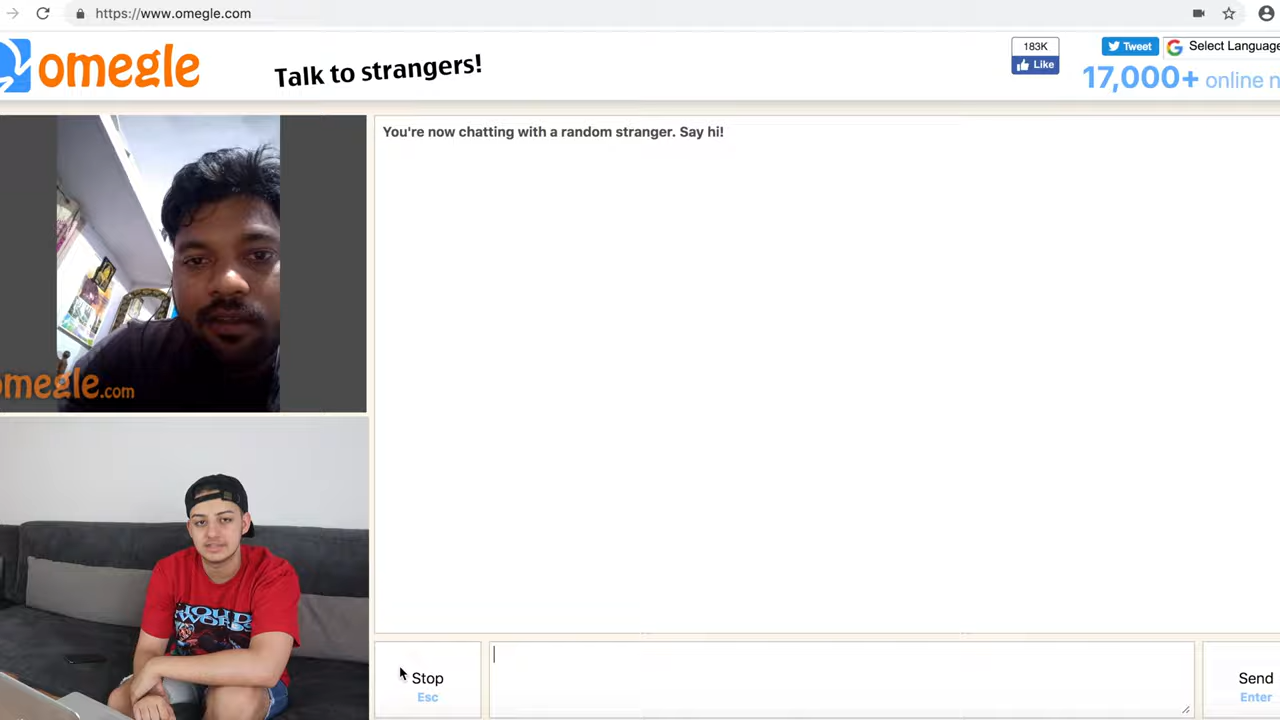 https://www.omegle.com
omegle
Talk to strangers!
183K
Like
Tweet
Select Languag
17,000+ online n
You're now chatting with a random stranger. Say hi!
omegle.com
Stop
Esc
Send
Enter